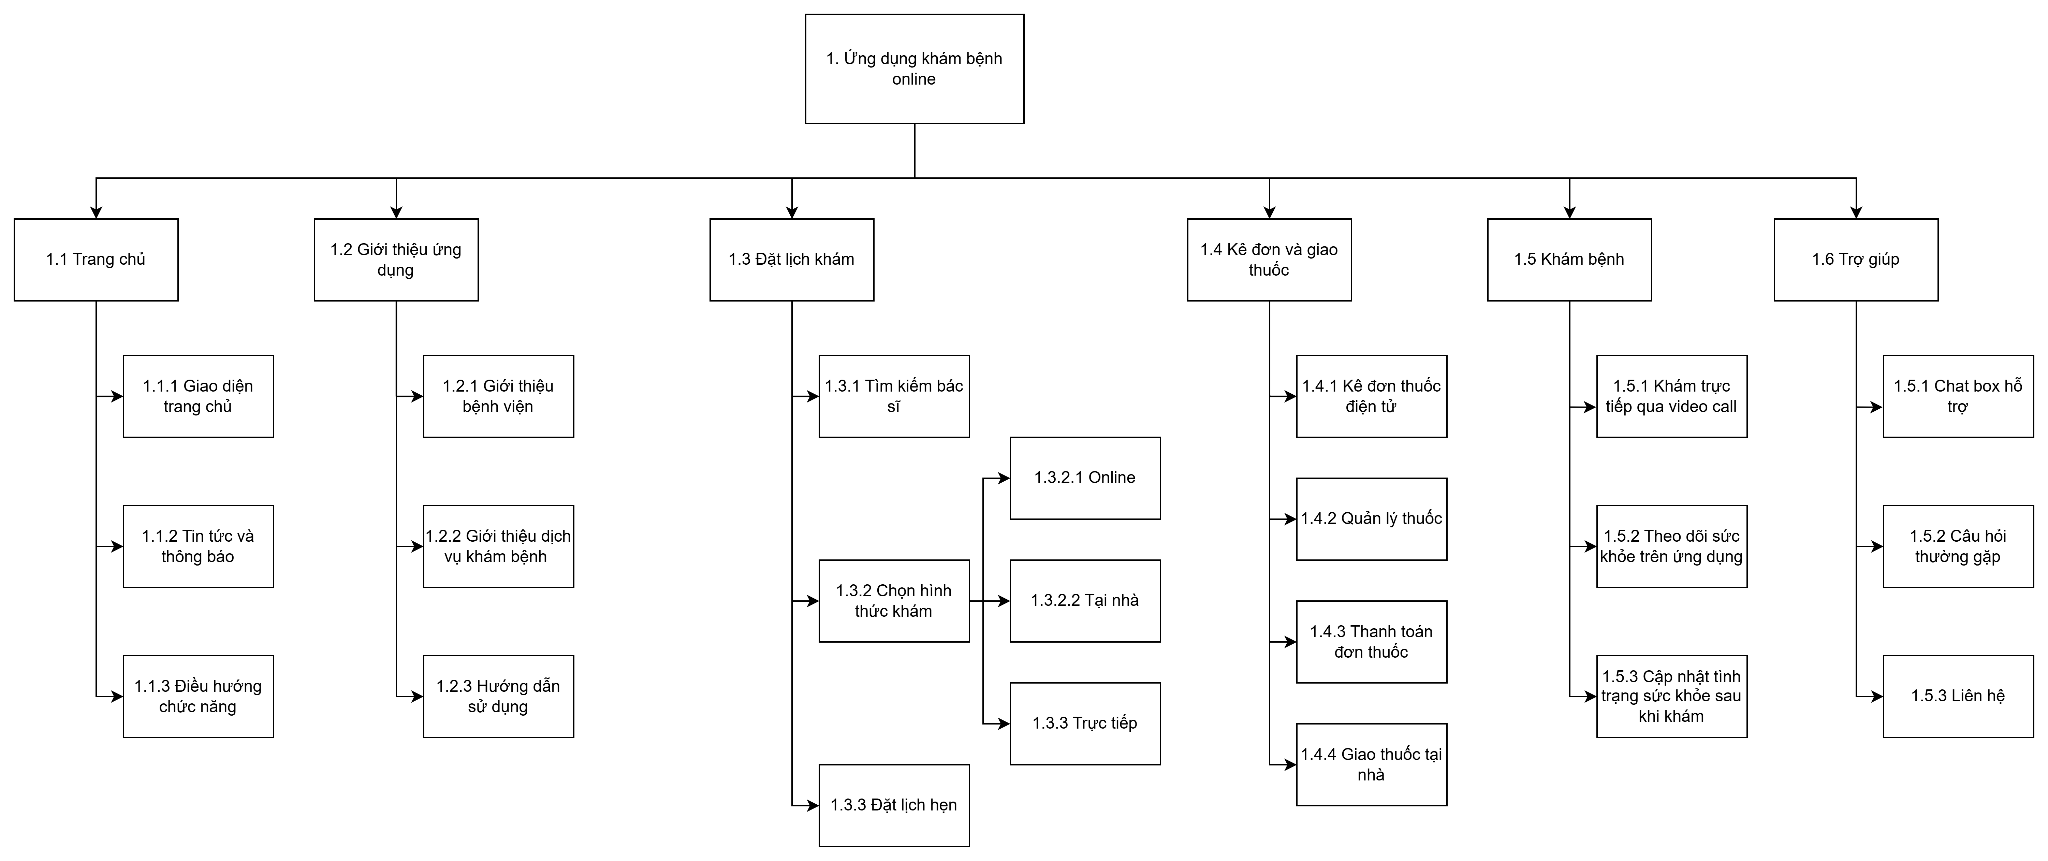 1. Ứng dụng khám bệnh
online
1.1 Trang chủ
1.2 Giới thiệu ứng
dụng
1.3 Đặt lịch khám
1.4 Kê đơn và giao
thuốc
1.5 Khám bệnh
1.6 Trợ giúp
1.1.1 Giao diện
trang chủ
1.1.2 Tin tức và
thông báo
1.1.3 Điều hướng
chức năng
1.2.1 Giới thiệu
bệnh viện
1.2.2 Giới thiệu dịch
vụ khám bệnh
1.2.3 Hướng dẫn
sử dụng
1.3.1 Tìm kiếm bác
sĩ
1.3.2 Chọn hình
thức khám
1.3.2.1 Online
1.3.2.2 Tại nhà
1.3.3 Trực tiếp
1.3.3 Đặt lịch hẹn
1.4.1 Kê đơn thuốc
điện tử
1.4.2 Quản lý thuốc
1.4.3 Thanh toán
đơn thuốc
1.4.4 Giao thuốc tại
nhà
1.5.1 Khám trực
tiếp qua video call
1.5.2 Theo dõi sức
khỏe trên ứng dụng
1.5.3 Cập nhật tình
trạng sức khỏe sau
khi khám
1.5.1 Chat box hỗ
trợ
1.5.2 Câu hỏi
thường gặp
1.5.3 Liên hệ